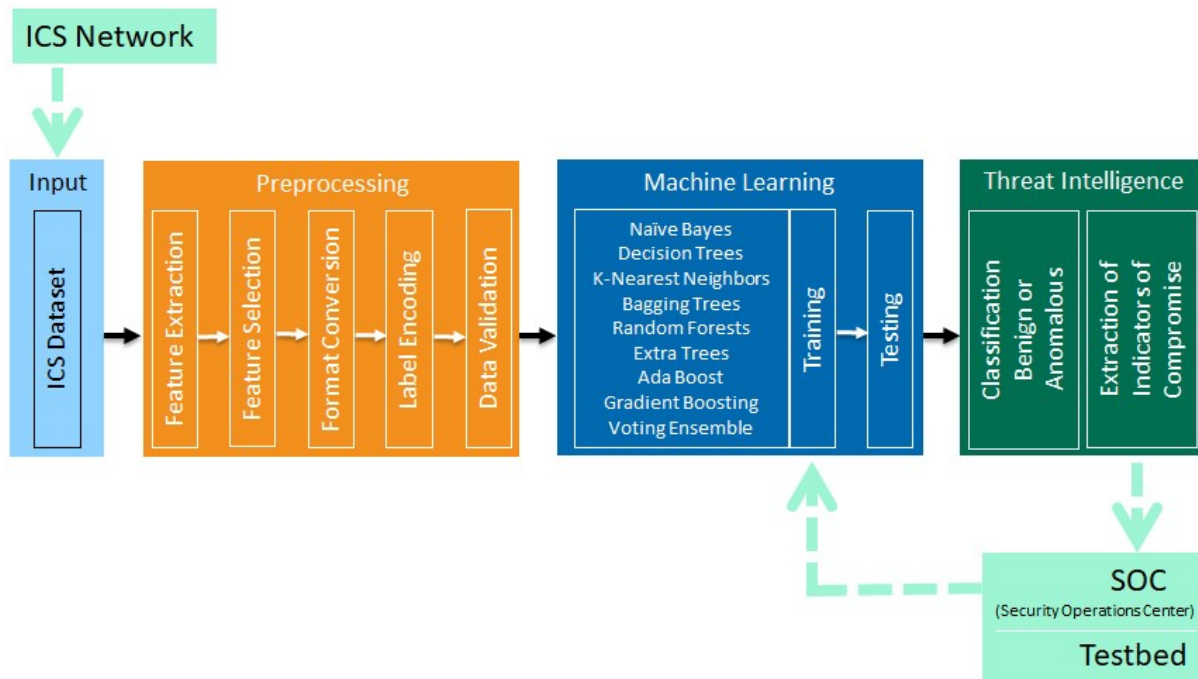 ICS Network
Input
ICS Dataset
Preprocessing
Feature Extraction
Feature Selection
Format Conversion
Label Encoding
Data Validation
Machine Learning
Naïve Bayes
Decision Trees
K-Nearest Neighbors
Bagging Trees
Random Forests
Extra Trees
Ada Boost
Gradient Boosting
Voting Ensemble
Training
Testing
Threat Intelligence
Classification
Benign or
Anomalous
Extraction of
Indicators of
Compromise
SOC
(Security Operations Center)
Testbed